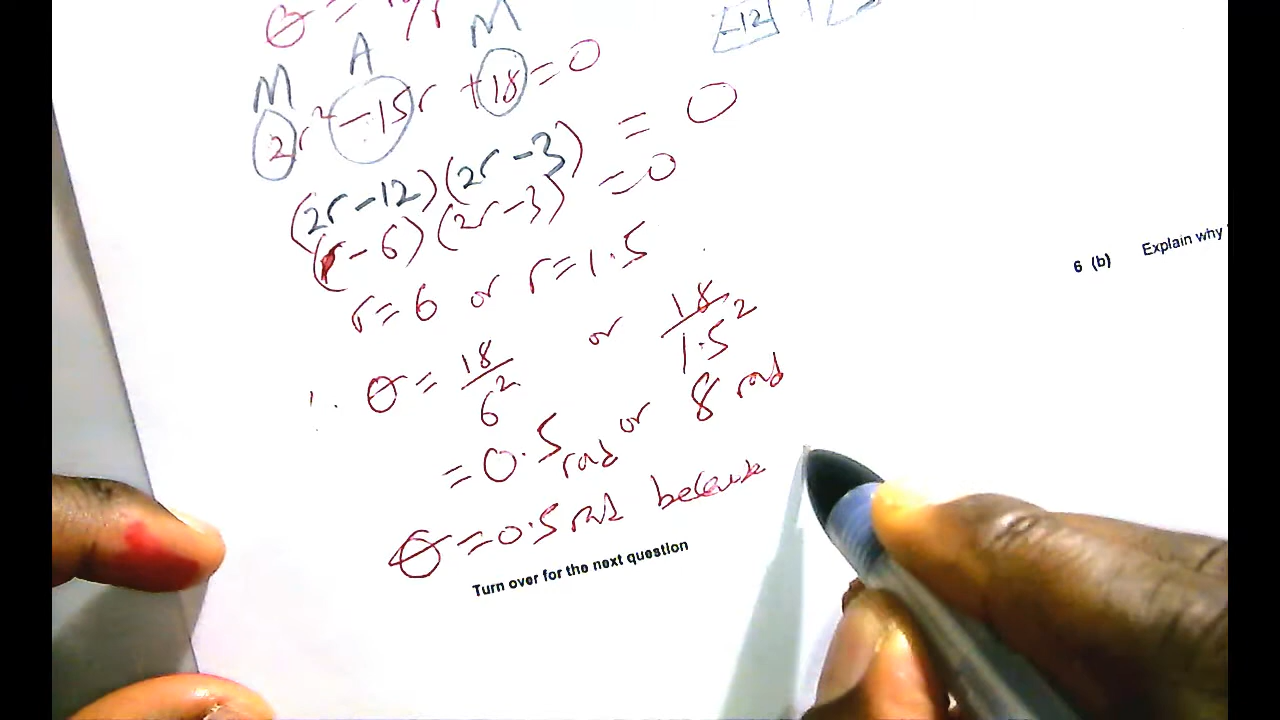 θ =
M A M
2r² - 15r + 18 = 0
-12
(2r - 12)(2r - 3) = 0
(r - 6)(2r - 3) = 0
r = 6 or r = 1.5
∴ θ = 18/6² or 18/1.5²
= 0.5 rad or 8 rad
θ = 0.5 rad because
Turn over for the next question
6 (b) Explain why